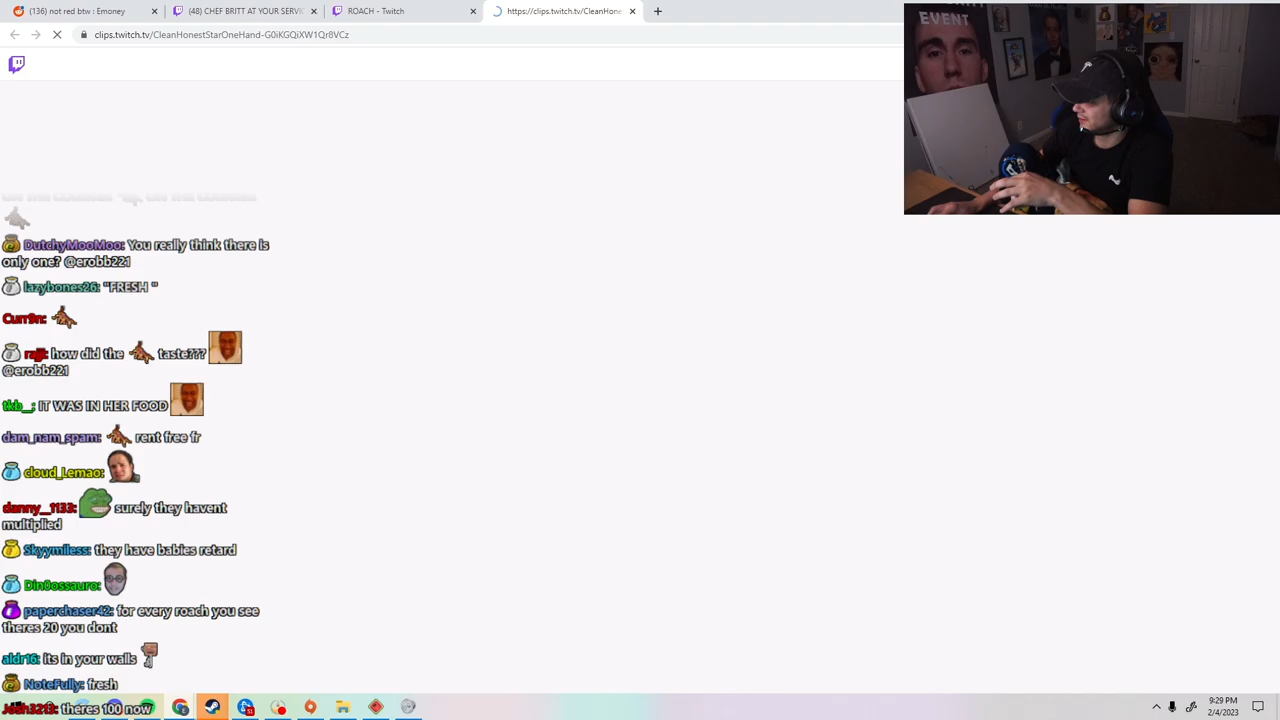 (136) not red btw : Emoney
(48) CHEF BRITT AT YOUR SERVI
ROACH - Twitch
https://clips.twitch.tv/CleanHone
clips.twitch.tv/CleanHonestStarOneHand-G0iKGQiXW1Qr8VCz
EVENT
DutchyMooMoo: You really think there is
only one? @erobb221
lazybones26: "FRESH "
Curr9n:
how did the taste???
@erobb221
tkb__: IT WAS IN HER FOOD
dam_nam_spam: rent free fr
cloud_Lemao:
danny__1133: surely they havent
multiplied
Skyymiless: they have babies retard
Din0ossauro:
paperchaser42: for every roach you see
theres 20 you dont
aldr16: its in your walls
NoteFully: fresh
Josh3213: theres 100 now
9:29 PM
2/4/2023